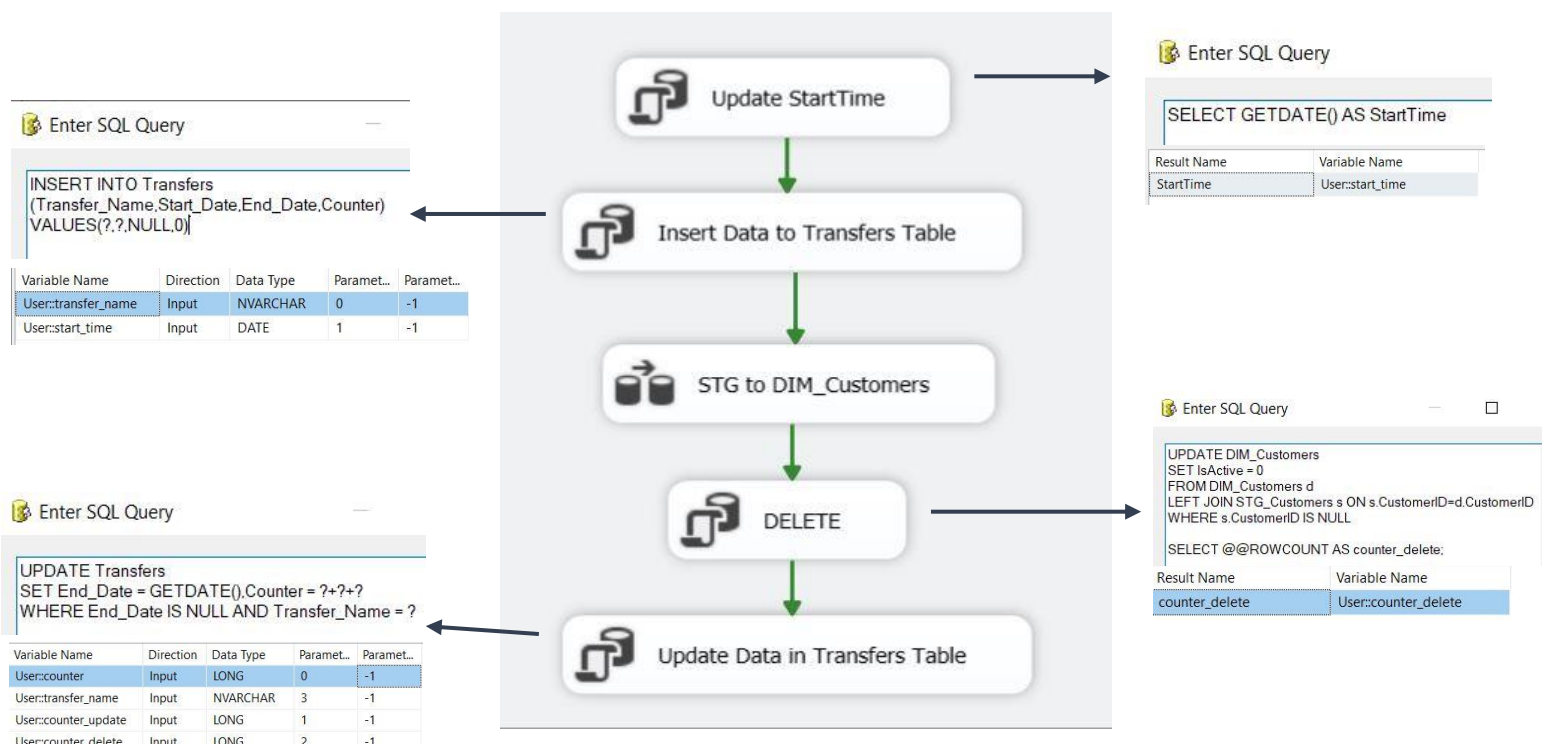 Update StartTime
Insert Data to Transfers Table
STG to DIM_Customers
DELETE
Update Data in Transfers Table
Enter SQL Query
SELECT GETDATE() AS StartTime
Result Name Variable Name
StartTime User::start_time
Enter SQL Query
INSERT INTO Transfers
(Transfer_Name,Start_Date,End_Date,Counter)
VALUES(?,?,NULL,0)
Variable Name Direction Data Type Paramet... Paramet...
User::transfer_name Input NVARCHAR 0 -1
User::start_time Input DATE 1 -1
Enter SQL Query
UPDATE DIM_Customers
SET IsActive = 0
FROM DIM_Customers d
LEFT JOIN STG_Customers s ON s.CustomerID=d.CustomerID
WHERE s.CustomerID IS NULL
SELECT @@ROWCOUNT AS counter_delete;
Result Name Variable Name
counter_delete User::counter_delete
Enter SQL Query
UPDATE Transfers
SET End_Date = GETDATE(),Counter = ?+?+?
WHERE End_Date IS NULL AND Transfer_Name = ?
Variable Name Direction Data Type Paramet... Paramet...
User::counter Input LONG 0 -1
User::transfer_name Input NVARCHAR 3 -1
User::counter_update Input LONG 1 -1
User::counter_delete Input LONG 2 -1